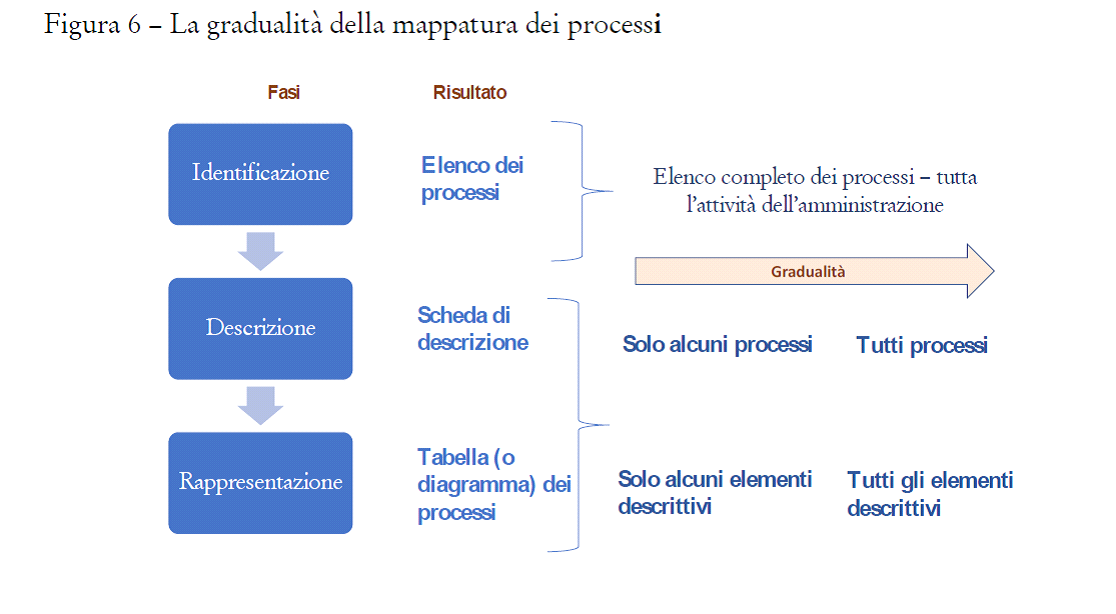 Figura 6 – La gradualità della mappatura dei processi
Fasi
Risultato
Identificazione
Elenco dei
processi
Elenco completo dei processi – tutta
l’attività dell’amministrazione
Gradualità
Descrizione
Scheda di
descrizione
Solo alcuni processi
Tutti processi
Rappresentazione
Tabella (o
diagramma) dei
processi
Solo alcuni elementi
descrittivi
Tutti gli elementi
descrittivi